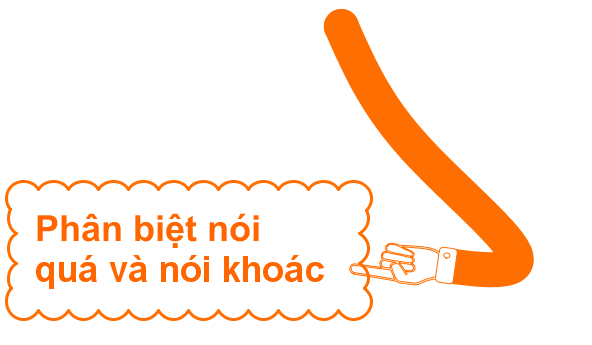 Phân biệt nói
quá và nói khoác